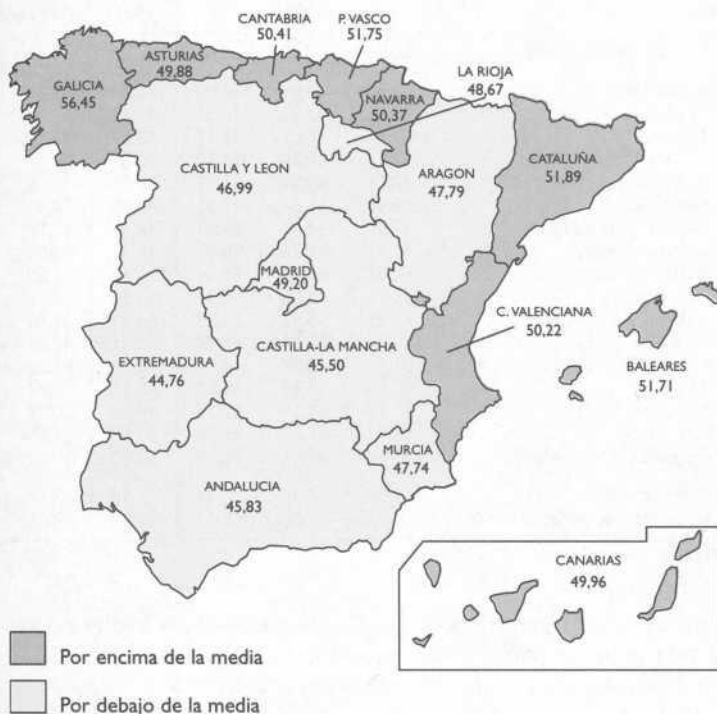 CANTABRIA
50,41
P. VASCO
51,75
ASTURIAS
49,88
LA RIOJA
48,67
GALICIA
56,45
NAVARRA
50,37
CASTILLA Y LEON
46,99
ARAGON
47,79
CATALUÑA
51,89
MADRID
49,20
C. VALENCIANA
50,22
EXTREMADURA
44,76
CASTILLA-LA MANCHA
45,50
BALEARES
51,71
MURCIA
47,74
ANDALUCIA
45,83
CANARIAS
49,96
Por encima de la media
Por debajo de la media